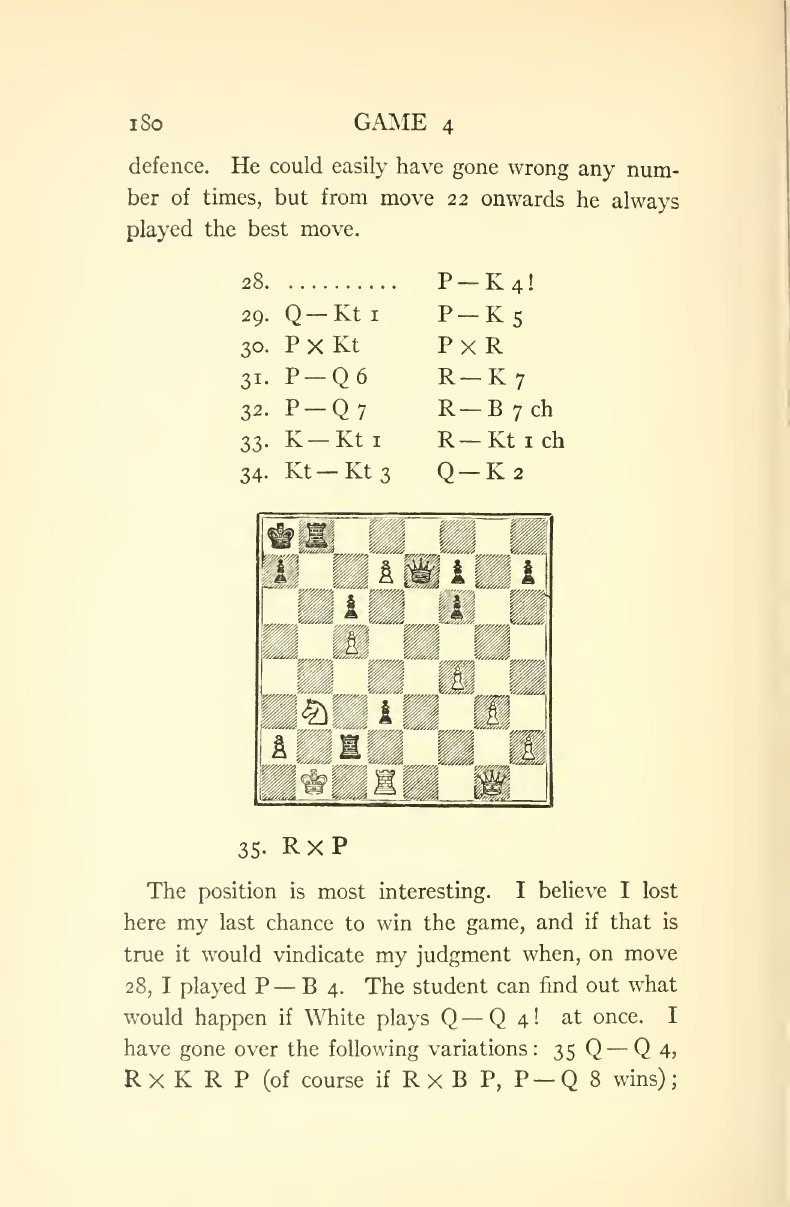 180 GAME 4
defence. He could easily have gone wrong any num-
ber of times, but from move 22 onwards he always
played the best move.
28. .......... P—K 4!
29. Q—Kt 1 P—K 5
30. P × Kt P × R
31. P—Q 6 R—K 7
32. P—Q 7 R—B 7 ch
33. K—Kt 1 R—Kt 1 ch
34. Kt—Kt 3 Q—K 2
35. R × P
The position is most interesting. I believe I lost
here my last chance to win the game, and if that is
true it would vindicate my judgment when, on move
28, I played P—B 4. The student can find out what
would happen if White plays Q—Q 4! at once. I
have gone over the following variations: 35 Q—Q 4,
R × K R P (of course if R × B P, P—Q 8 wins);